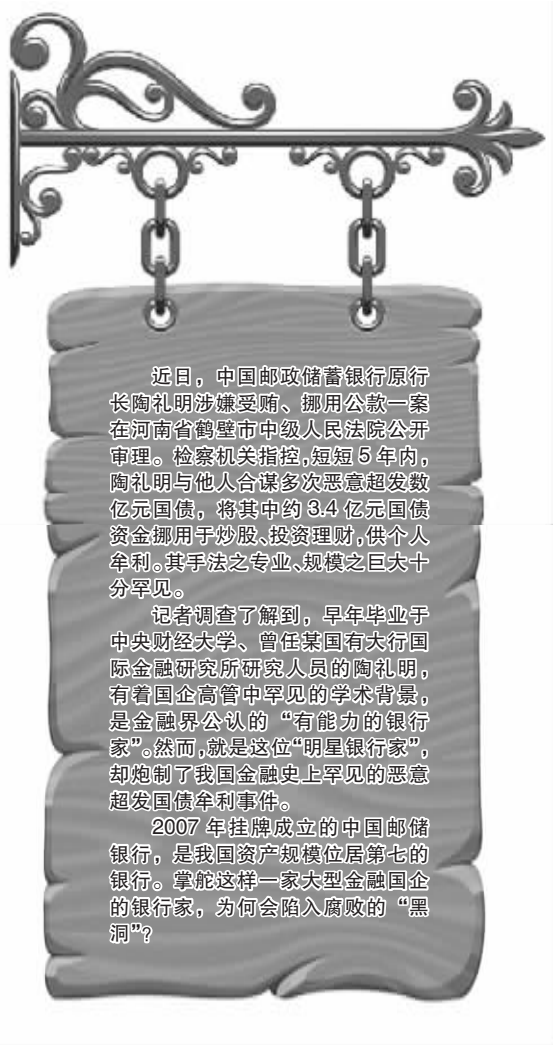 近日，中国邮政储蓄银行原行
长陶礼明涉嫌受贿、挪用公款一案
在河南省鹤壁市中级人民法院公开
审理。检察机关指控，短短5年内，
陶礼明与他人合谋多次恶意超发数
亿元国债，将其中约3.4亿元国债
资金挪用于炒股、投资理财，供个人
牟利。其手法之专业、规模之巨大十
分罕见。
记者调查了解到，早年毕业于
中央财经大学、曾任某国有大行国
际金融研究所研究人员的陶礼明，
有着国企高管中罕见的学术背景，
是金融界公认的“有能力的银行
家”。然而，就是这位“明星银行家”，
却炮制了我国金融史上罕见的恶意
超发国债牟利事件。
2007年挂牌成立的中国邮储
银行，是我国资产规模位居第七的
银行。掌舵这样一家大型金融国企
的银行家，为何会陷入腐败的“黑
洞”？